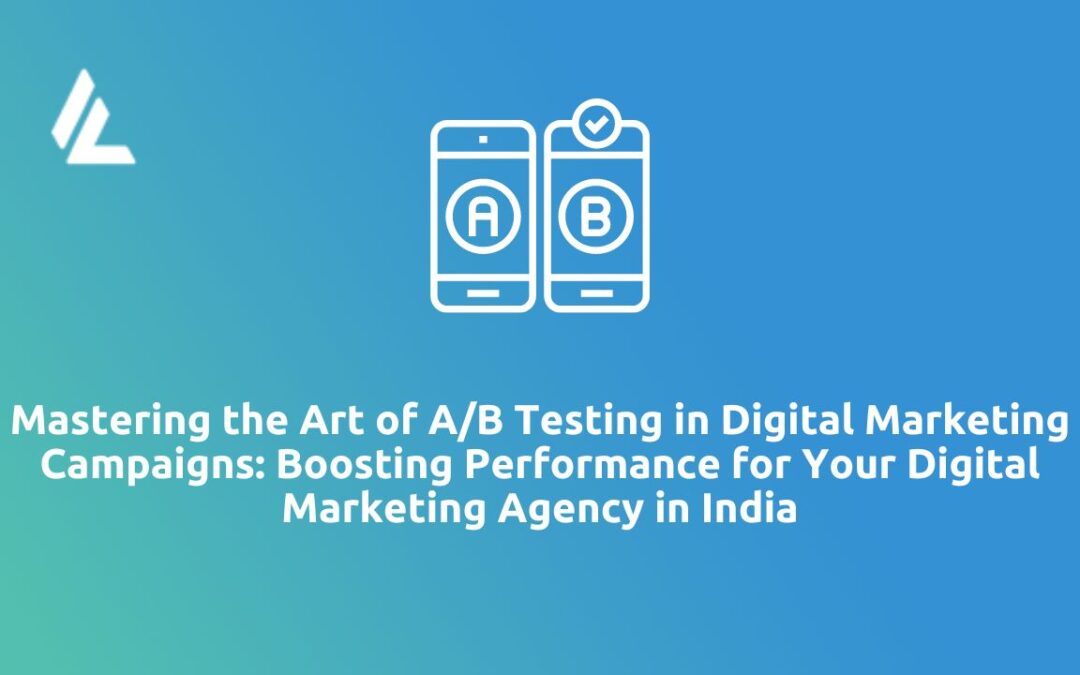 A B
Mastering the Art of A/B Testing in Digital Marketing
Campaigns: Boosting Performance for Your Digital
Marketing Agency in India